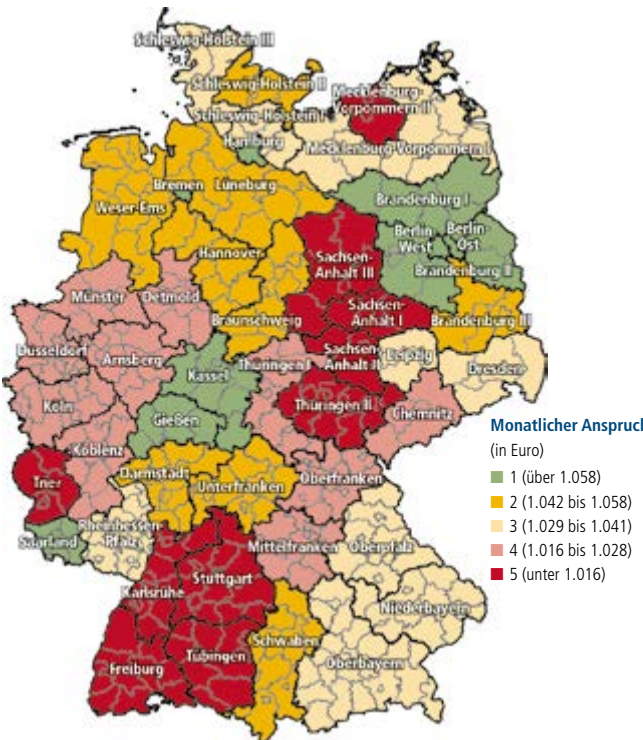 Schleswig-Holstein III
Schleswig-Holstein II
Mecklenburg-
Vorpommern II
Schleswig-Holstein I
Hamburg
Mecklenburg-Vorpommern I
Bremen
Lüneburg
Brandenburg I
Weser-Ems
Berlin
West
Berlin-
Ost
Hannover
Sachsen-
Anhalt III
Brandenburg II
Münster
Detmold
Sachsen-
Anhalt I
Braunschweig
Brandenburg III
Düsseldorf
Arnsberg
Kassel
Thüringen I
Sachsen-
Anhalt II
Leipzig
Dresden
Köln
Gießen
Thüringen II
Chemnitz
Koblenz
Monatlicher Anspruch
(in Euro)
Trier
Darmstadt
Unterfranken
Oberfranken
1 (über 1.058)
2 (1.042 bis 1.058)
Rheinhessen-
Pfalz
3 (1.029 bis 1.041)
Saarland
Mittelfranken
Oberpfalz
4 (1.016 bis 1.028)
Stuttgart
5 (unter 1.016)
Karlsruhe
Niederbayern
Schwaben
Tübingen
Freiburg
Oberbayern